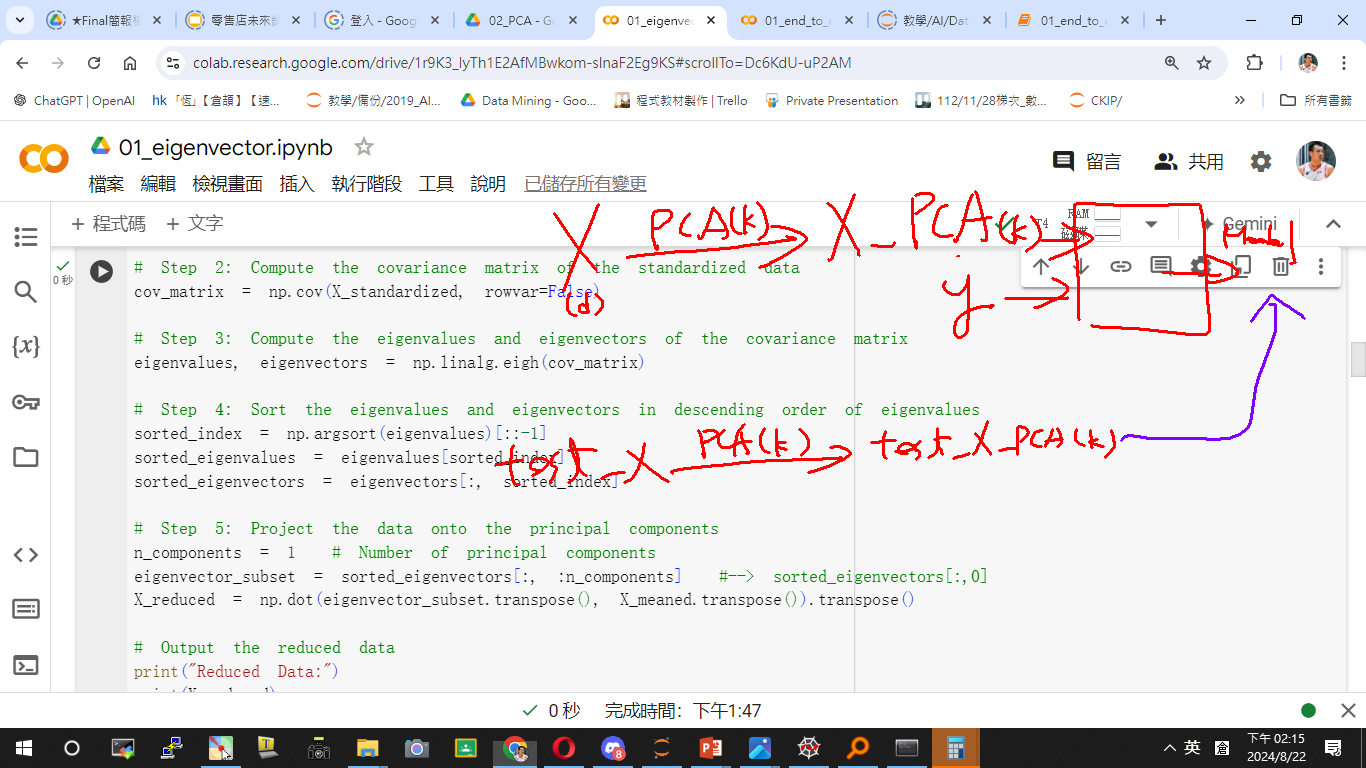 ★Final簡報
零售店未來
登入 - Goog
02_PCA - Go
01_eigenvec
01_end_to_
教學/AI/Dat
01_end_to_
colab.research.google.com/drive/1r9K3_lyTh1E2AfMBwkom-slnaF2Eg9KS#scrollTo=Dc6KdU-uP2AM
ChatGPT | OpenAI
hk 「恆」【倉頡】【速...
教學/備份/2019_AI...
Data Mining - Goo...
程式教材製作 | Trello
Private Presentation
112/11/28梯次_數...
CKIP/
所有書籤
01_eigenvector.ipynb
留言
共用
檔案 編輯 檢視畫面 插入 執行階段 工具 說明 已儲存所有變更
+ 程式碼 + 文字
T4
RAM
磁碟
Gemini
X PCA(k) X_PCA(k) Model
(d)
y
0 秒
# Step 2: Compute the covariance matrix of the standardized data
cov_matrix = np.cov(X_standardized, rowvar=False)
# Step 3: Compute the eigenvalues and eigenvectors of the covariance matrix
eigenvalues, eigenvectors = np.linalg.eigh(cov_matrix)
# Step 4: Sort the eigenvalues and eigenvectors in descending order of eigenvalues
sorted_index = np.argsort(eigenvalues)[::-1]
sorted_eigenvalues = eigenvalues[sorted_index]
sorted_eigenvectors = eigenvectors[:, sorted_index]
test_X PCA(k) test_X_PCA(k)
# Step 5: Project the data onto the principal components
n_components = 1 # Number of principal components
eigenvector_subset = sorted_eigenvectors[:, :n_components] #--> sorted_eigenvectors[:,0]
X_reduced = np.dot(eigenvector_subset.transpose(), X_meaned.transpose()).transpose()
# Output the reduced data
print("Reduced Data:")
0 秒 完成時間: 下午1:47
英
倉
下午 02:15
2024/8/22